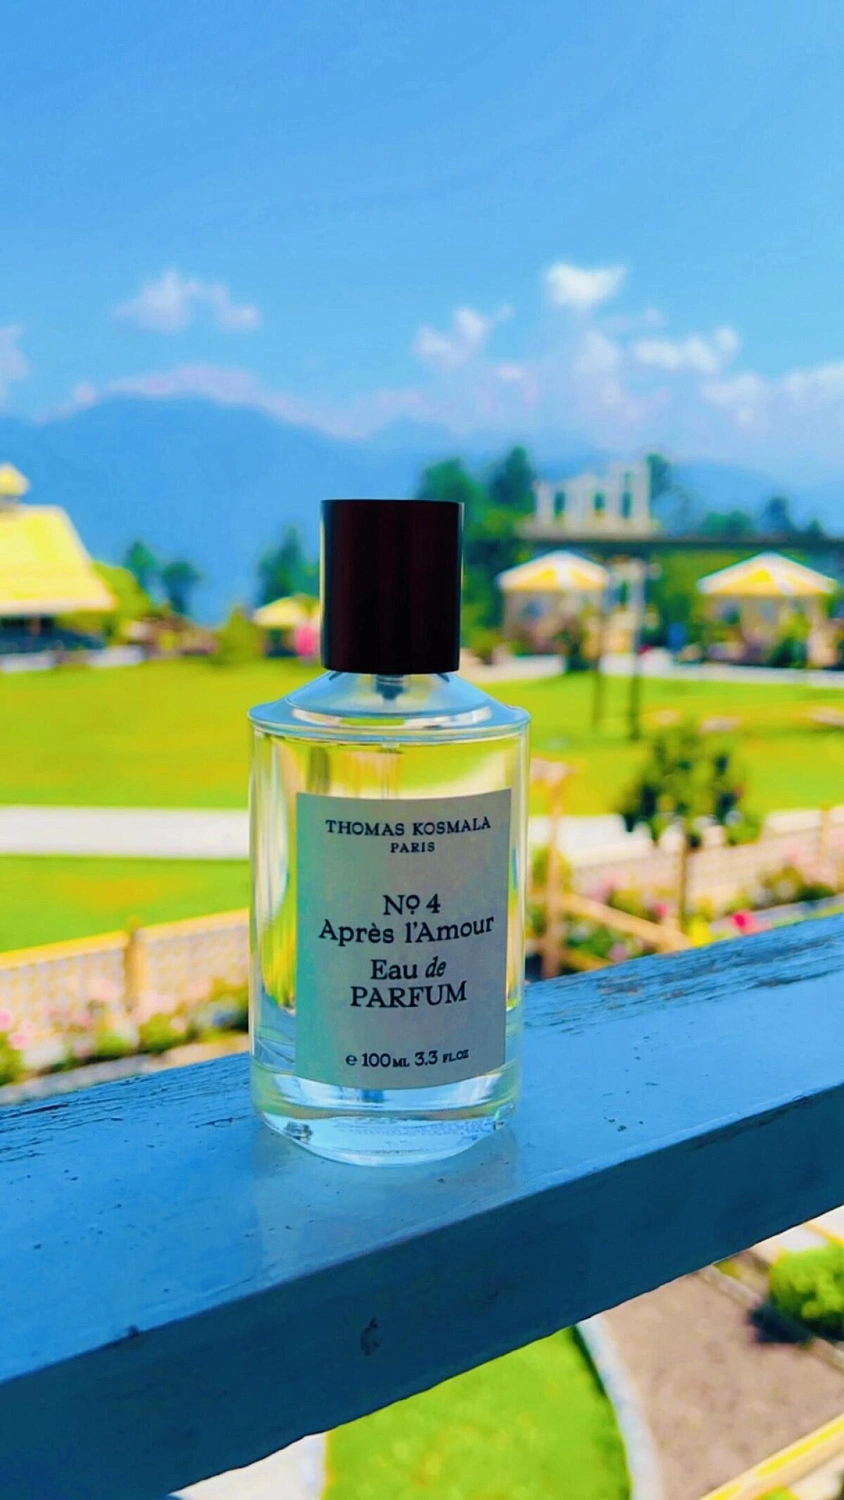 THOMAS KOSMALA
PARIS
Nº 4
Après l'Amour
Eau de
PARFUM
e 100ML 3.3 FL.OZ